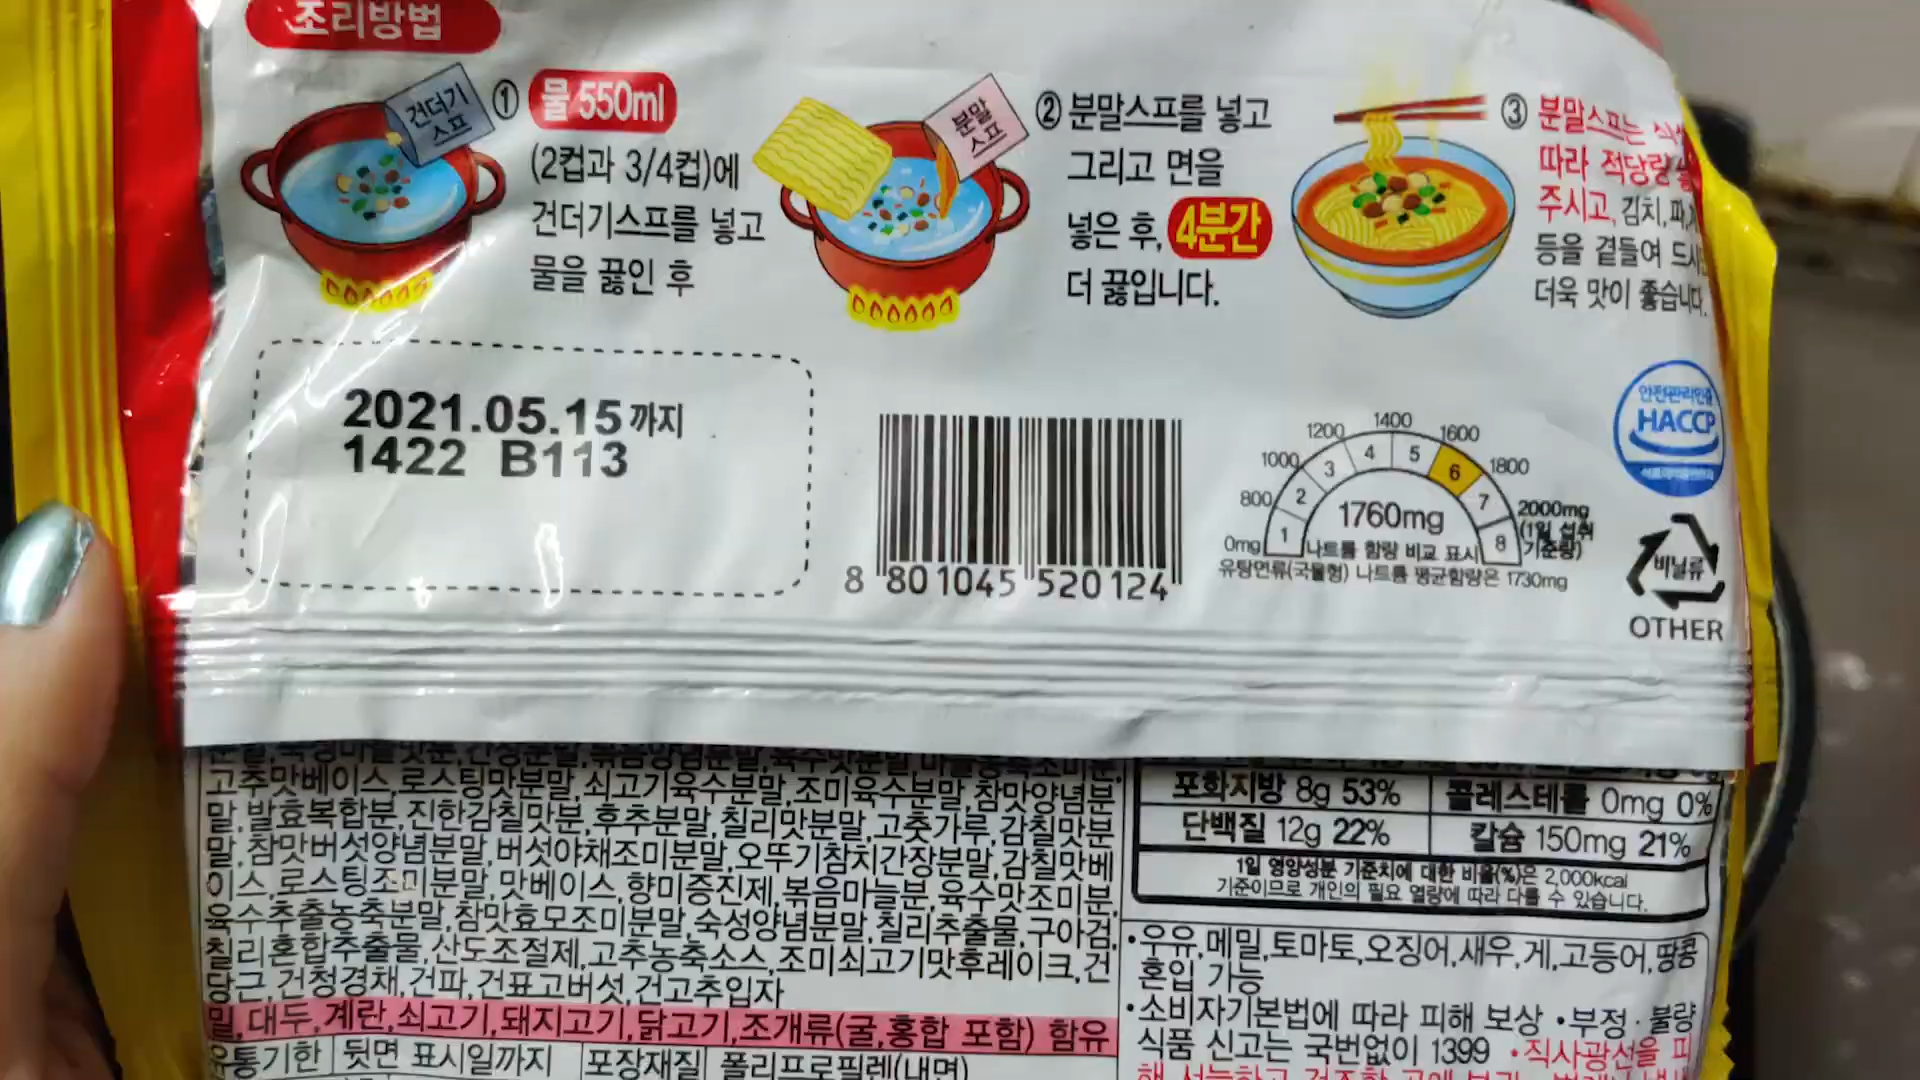 조리방법
건더기
스프
① 물 550ml
(2컵과 3/4컵)에
건더기스프를 넣고
물을 끓인 후
분말
스프
② 분말스프를 넣고
그리고 면을
넣은 후, 4분간
더 끓입니다.
③ 분말스프는
따라 적당량
주시고, 김치, 파,
등을 곁들여
더욱 맛이 좋습니다.
2021.05.15까지
1422 B113
8 801045 520124
0mg 800 1000 1200 1400 1600 1800 2000mg
1 2 3 4 5 6 7 8
(1일 섭취
기준량)
1760mg
나트륨 함량 비교 표시
유탕면류(국물형) 나트륨 평균함량은 1730mg
안전관리인증
HACCP
비닐류
OTHER
고추맛베이스,로스팅맛분말,쇠고기육수분말,조미육수분말,참맛양념분
말,발효복합분,진한감칠맛분,후추분말,칠리맛분말,고춧가루,감칠맛분
말,참맛버섯양념분말,버섯야채조미분말,오뚜기참치간장분말,감칠맛베
이스,로스팅조미분말,맛베이스,향미증진제,볶음마늘분,육수맛조미분,
육수추출농축분말,참맛효모조미분말,숙성양념분말,칠리추출물,구아검,
칠리혼합추출물,산도조절제,고추농축소스,조미쇠고기맛후레이크,건
당근,건청경채,건파,건표고버섯,건고추입자
밀,대두,계란,쇠고기,돼지고기,닭고기,조개류(굴,홍합 포함) 함유
유통기한 뒷면 표시일까지 포장재질 폴리프로필렌(내면)
포화지방 8g 53% 콜레스테롤 0mg 0%
단백질 12g 22% 칼슘 150mg 21%
1일 영양성분 기준치에 대한 비율(%)은 2,000kcal
기준이므로 개인의 필요 열량에 따라 다를 수 있습니다.
•우유,메밀,토마토,오징어,새우,게,고등어,땅콩
혼입 가능
•소비자기본법에 따라 피해 보상 •부정·불량
식품 신고는 국번없이 1399 •직사광선을 피